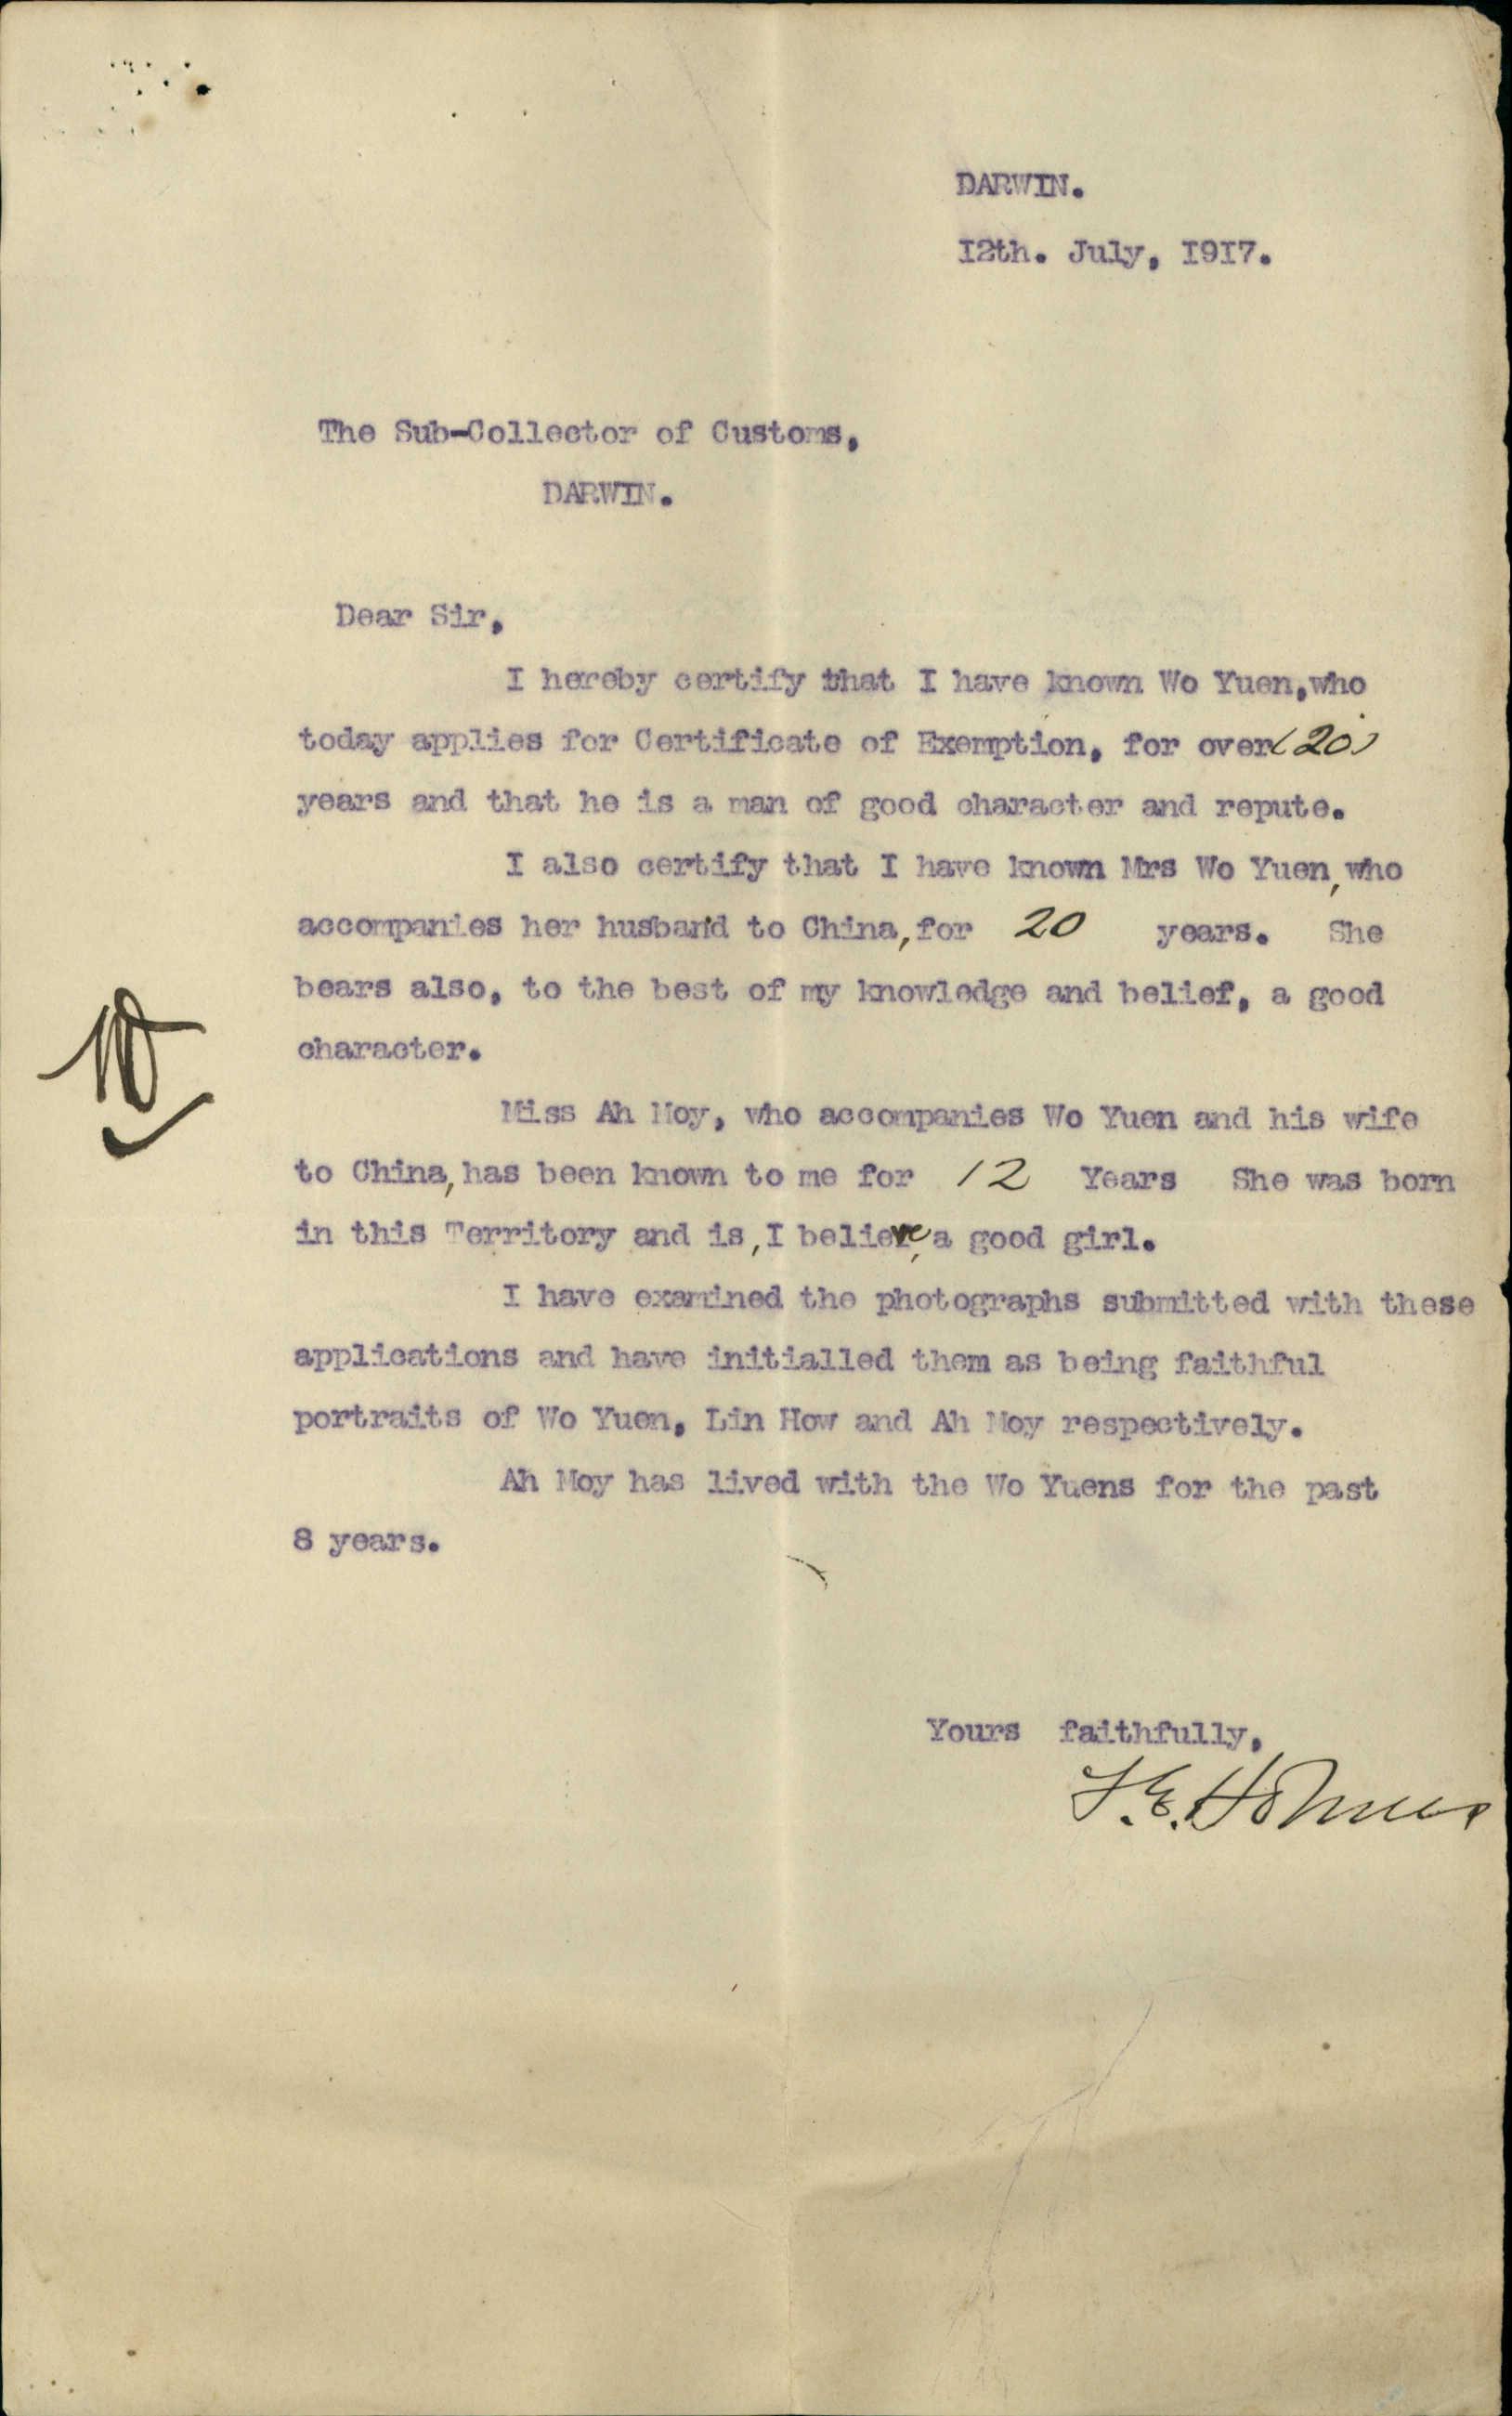 DARWIN.
I2th. July, I9I7.
The Sub-Collector of Customs,
DARWIN.
Dear Sir,
I hereby certify that I have known Wo Yuen, who
today applies for Certificate of Exemption, for over (20)
years and that he is a man of good character and repute.
I also certify that I have known Mrs Wo Yuen, who
accompanies her husband to China, for 20 years. She
bears also, to the best of my knowledge and belief, a good
character.
Miss Ah Moy, who accompanies Wo Yuen and his wife
to China, has been known to me for 12 Years She was born
in this Territory and is, I believe, a good girl.
I have examined the photographs submitted with these
applications and have initialled them as being faithful
portraits of Wo Yuen, Lin How and Ah Moy respectively.
Ah Moy has lived with the Wo Yuens for the past
8 years.
Yours faithfully,
F. E. Holmes